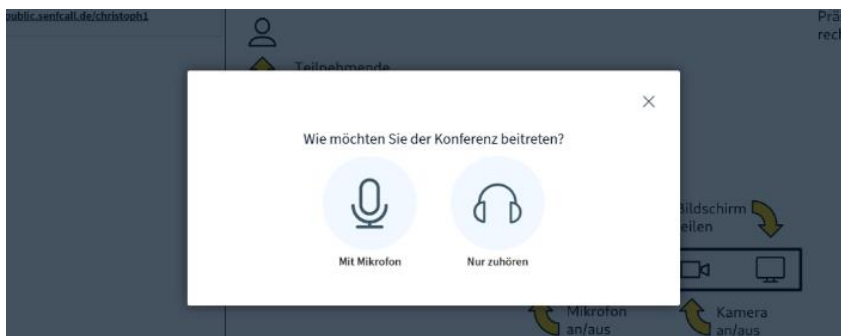 public.senfcall.de/christoph1
Teilnehmende
Wie möchten Sie der Konferenz beitreten?
Mit Mikrofon
Nur zuhören
Bildschirm
teilen
Mikrofon
an/aus
Kamera
an/aus